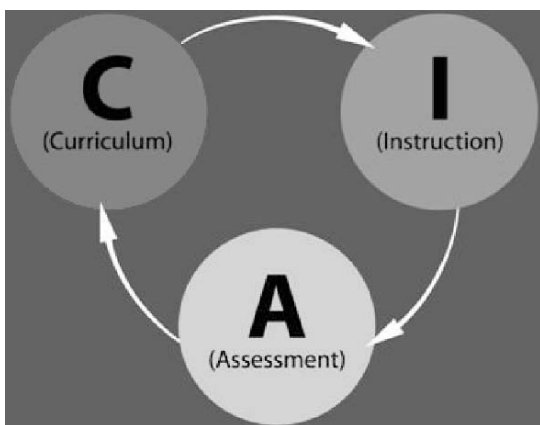 C
(Curriculum)
I
(Instruction)
A
(Assessment)